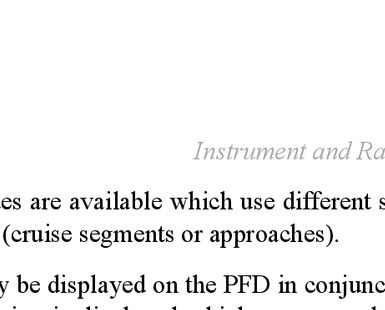 Instrument and Ra
es are available which use different s
(cruise segments or approaches).
y be displayed on the PFD in conjunc